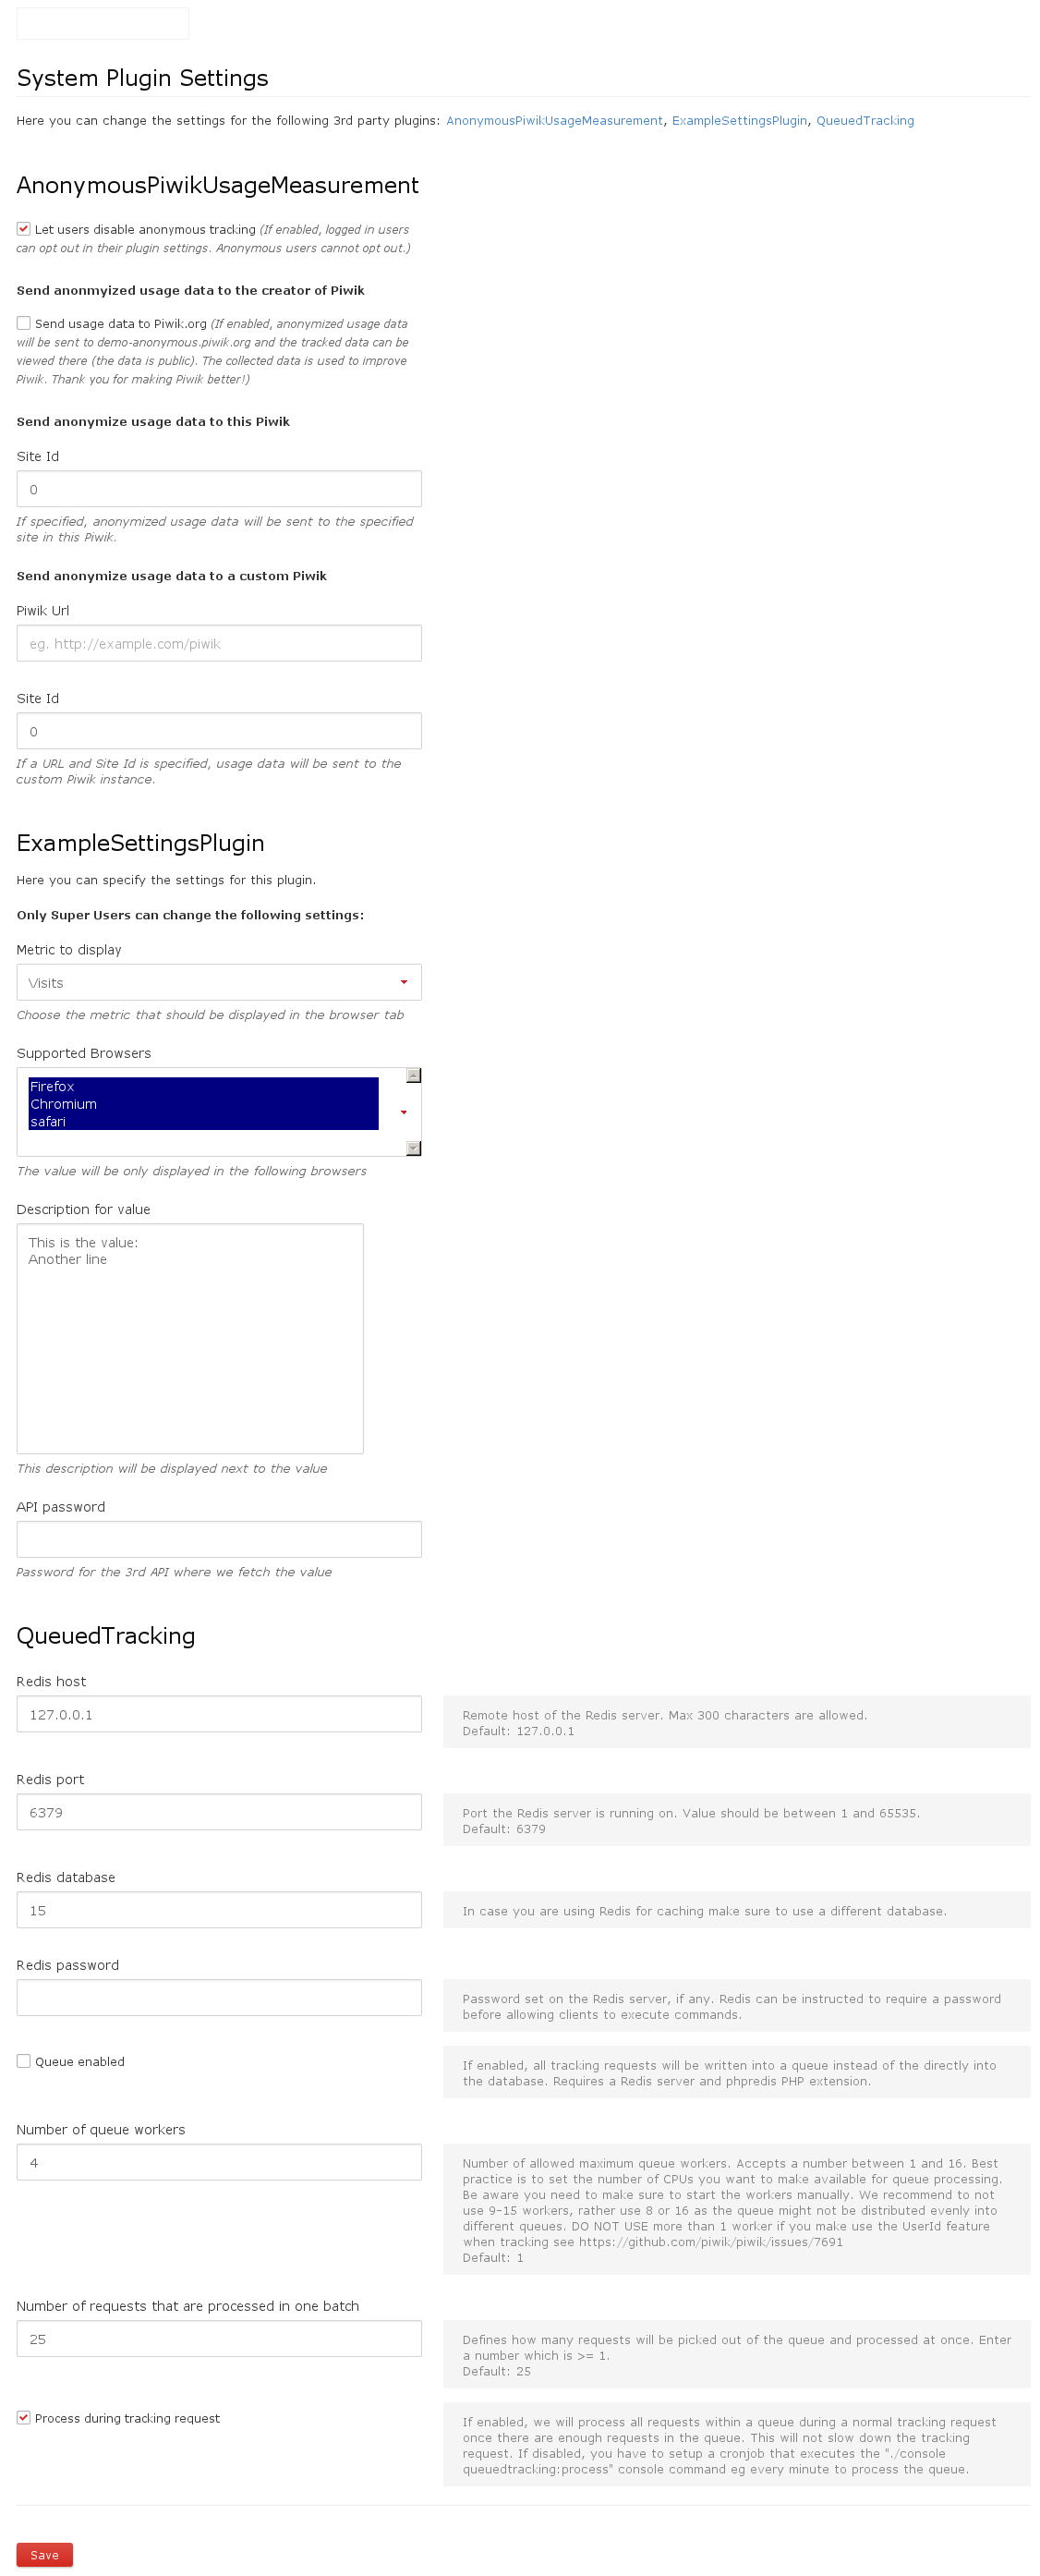 System Plugin Settings
Here you can change the settings for the following 3rd party plugins: AnonymousPiwikUsageMeasurement, ExampleSettingsPlugin, QueuedTracking
AnonymousPiwikUsageMeasurement
Let users disable anonymous tracking (If enabled, logged in users
can opt out in their plugin settings. Anonymous users cannot opt out.)
Send anonmyized usage data to the creator of Piwik
Send usage data to Piwik.org (If enabled, anonymized usage data
will be sent to demo-anonymous.piwik.org and the tracked data can be
viewed there (the data is public). The collected data is used to improve
Piwik. Thank you for making Piwik better!)
Send anonymize usage data to this Piwik
Site Id
0
If specified, anonymized usage data will be sent to the specified
site in this Piwik.
Send anonymize usage data to a custom Piwik
Piwik Url
eg. http://example.com/piwik
Site Id
0
If a URL and Site Id is specified, usage data will be sent to the
custom Piwik instance.
ExampleSettingsPlugin
Here you can specify the settings for this plugin.
Only Super Users can change the following settings:
Metric to display
Visits
Choose the metric that should be displayed in the browser tab
Supported Browsers
Firefox
Chromium
safari
The value will be only displayed in the following browsers
Description for value
This is the value:
Another line
This description will be displayed next to the value
API password
Password for the 3rd API where we fetch the value
QueuedTracking
Redis host
127.0.0.1
Remote host of the Redis server. Max 300 characters are allowed.
Default: 127.0.0.1
Redis port
6379
Port the Redis server is running on. Value should be between 1 and 65535.
Default: 6379
Redis database
15
In case you are using Redis for caching make sure to use a different database.
Redis password
Password set on the Redis server, if any. Redis can be instructed to require a password
before allowing clients to execute commands.
Queue enabled
If enabled, all tracking requests will be written into a queue instead of the directly into
the database. Requires a Redis server and phpredis PHP extension.
Number of queue workers
4
Number of allowed maximum queue workers. Accepts a number between 1 and 16. Best
practice is to set the number of CPUs you want to make available for queue processing.
Be aware you need to make sure to start the workers manually. We recommend to not
use 9-15 workers, rather use 8 or 16 as the queue might not be distributed evenly into
different queues. DO NOT USE more than 1 worker if you make use the UserId feature
when tracking see https://github.com/piwik/piwik/issues/7691
Default: 1
Number of requests that are processed in one batch
25
Defines how many requests will be picked out of the queue and processed at once. Enter
a number which is >= 1.
Default: 25
Process during tracking request
If enabled, we will process all requests within a queue during a normal tracking request
once there are enough requests in the queue. This will not slow down the tracking
request. If disabled, you have to setup a cronjob that executes the "./console
queuedtracking:process" console command eg every minute to process the queue.
Save